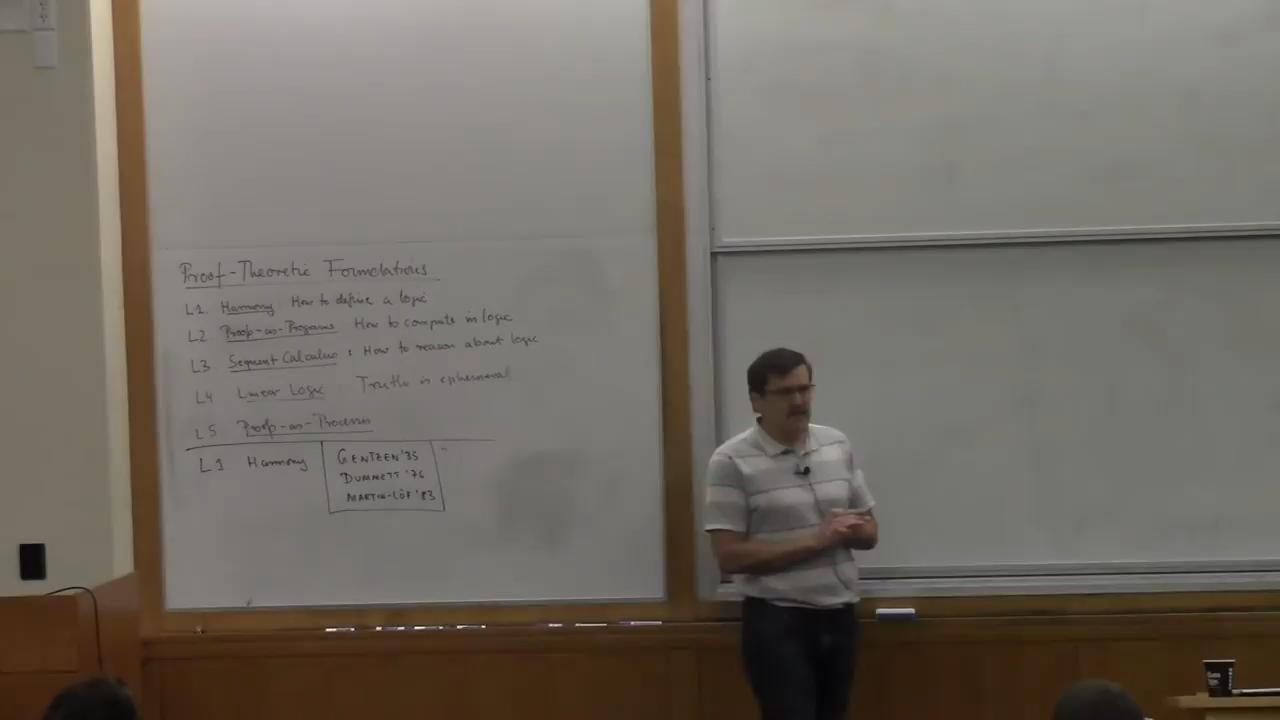 Proof-Theoretic Foundations
L1. Harmony: How to define a logic
L2 Proofs-as-Programs How to compute in logic
L3 Sequent Calculus: How to reason about logic
L4 Linear Logic: Truth is ephemeral
L5 Proofs-as-Processes
L1 Harmony
GENTZEN '35
DUMMETT '76
MARTIN-LÖF '83